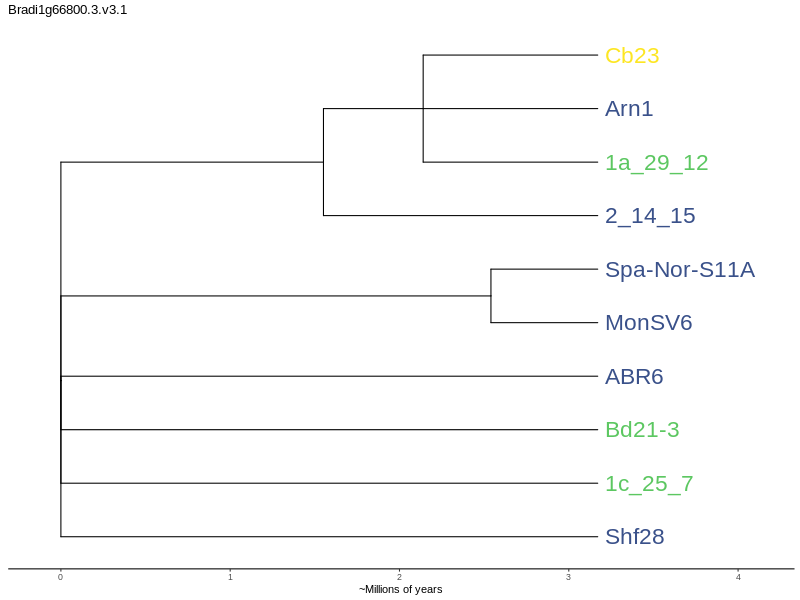 Bradi1g66800.3.v3.1
Cb23
Arn1
1a_29_12
2_14_15
Spa-Nor-S11A
MonSV6
ABR6
Bd21-3
1c_25_7
Shf28
0 1 2 3 4
~Millions of years